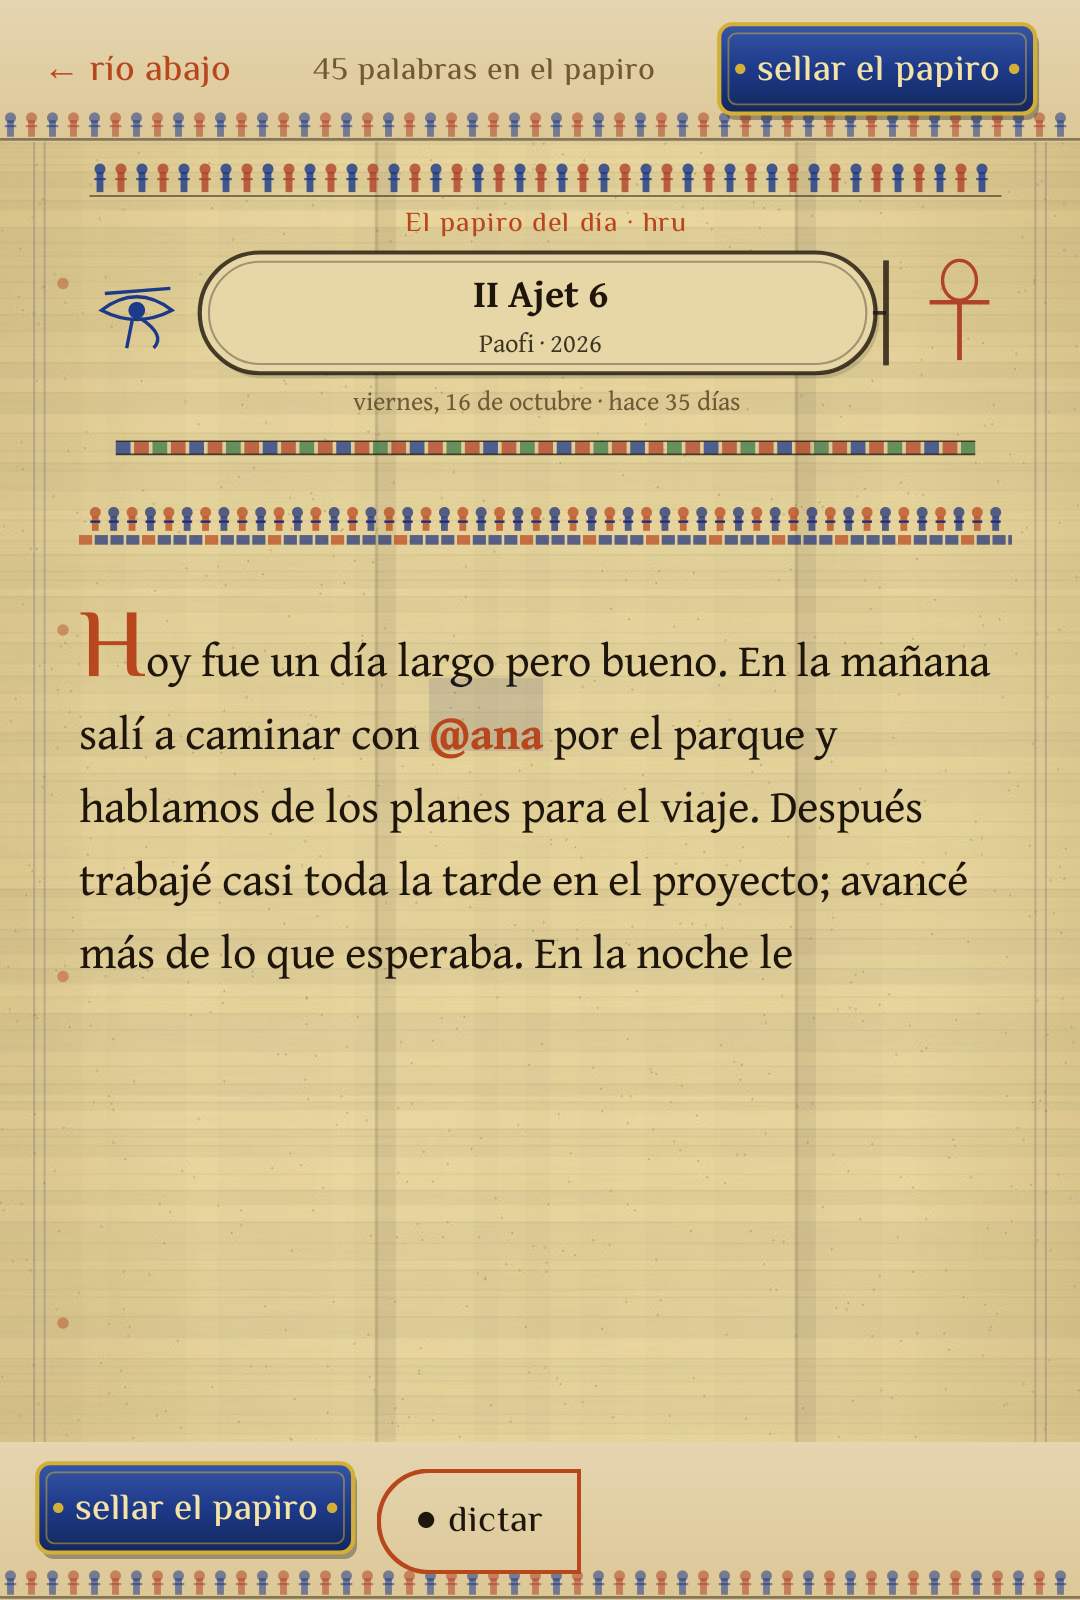 ← río abajo
45 palabras en el papiro
• sellar el papiro •
El papiro del día · hru
II Ajet 6
Paofi · 2026
viernes, 16 de octubre · hace 35 días
Hoy fue un día largo pero bueno. En la mañana
salí a caminar con @ana por el parque y
hablamos de los planes para el viaje. Después
trabajé casi toda la tarde en el proyecto; avancé
más de lo que esperaba. En la noche le
• sellar el papiro •
● dictar